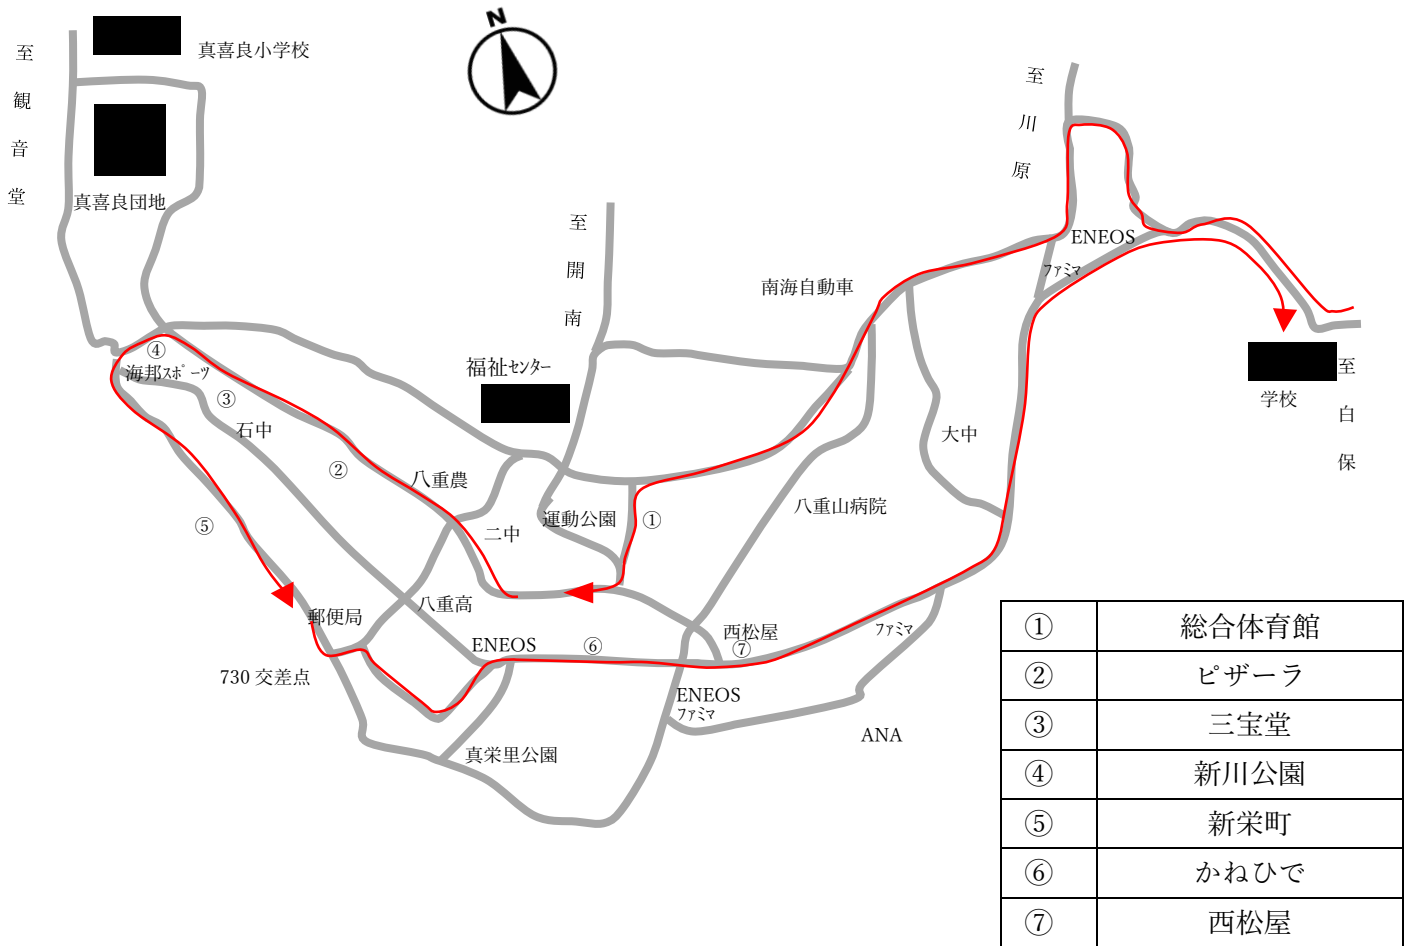 N
真喜良小学校
至観音堂
真喜良団地
至川原
ENEOS
ファミマ
至開南
南海自動車
福祉センター
④
海邦スポーツ
③
石中
②
八重農
二中
運動公園
①
大中
八重山病院
⑤
学校
至白保
郵便局
八重高
ENEOS
⑥
西松屋
⑦
ファミマ
730 交差点
ENEOS
ファミマ
ANA
真栄里公園
① 総合体育館
② ピザーラ
③ 三宝堂
④ 新川公園
⑤ 新栄町
⑥ かねひで
⑦ 西松屋